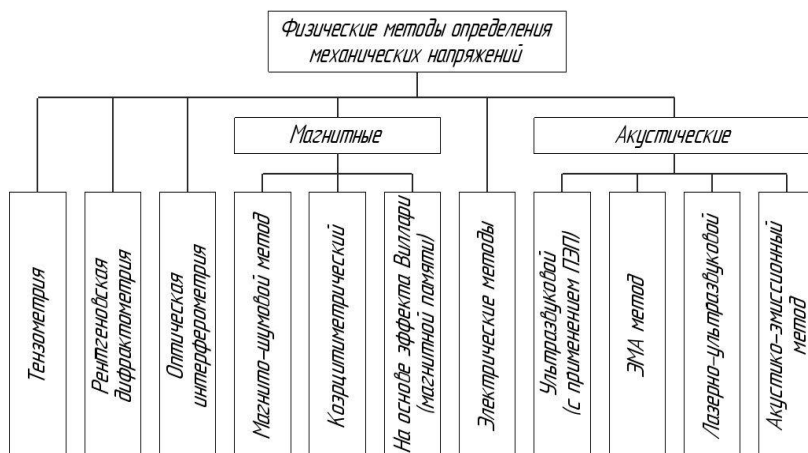 Физические методы определения
механических напряжений
Магнитные
Акустические
Тензометрия
Рентгеновская
дифрактометрия
Оптическая
интерферометрия
Магнито-шумовой метод
Коэрцитиметрический
На основе эффекта Виллари
(магнитной памяти)
Электрические методы
Ультразвуковой
(с применением ПЭП)
ЭМА метод
Лазерно-ультразвуковой
Акустико-эмиссионный
метод